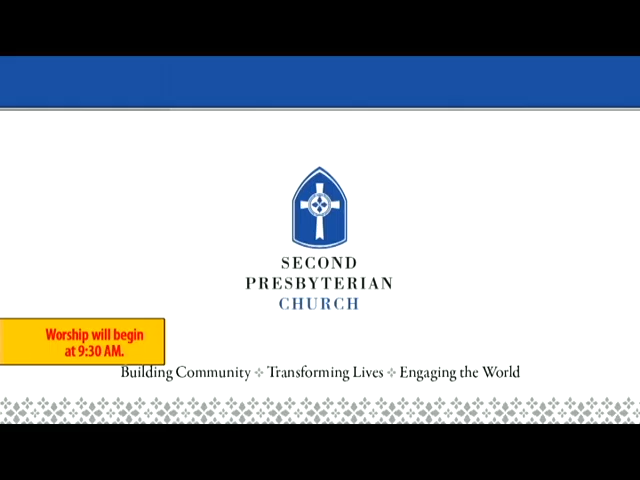 SECOND
PRESBYTERIAN
CHURCH
Worship will begin
at 9:30 AM.
Building Community ✧ Transforming Lives ✧ Engaging the World